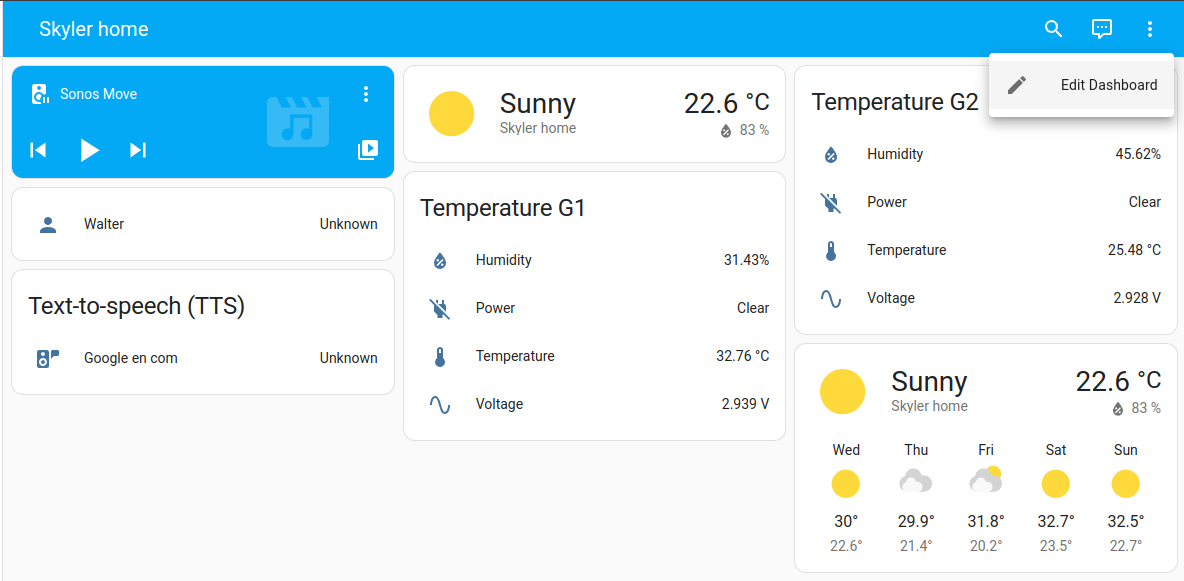 Skyler home
Edit Dashboard
Sonos Move
Walter Unknown
Text-to-speech (TTS)
Google en com Unknown
Sunny 22.6 °C
Skyler home 83 %
Temperature G1
Humidity 31.43%
Power Clear
Temperature 32.76 °C
Voltage 2.939 V
Temperature G2
Humidity 45.62%
Power Clear
Temperature 25.48 °C
Voltage 2.928 V
Sunny 22.6 °C
Skyler home 83 %
Wed Thu Fri Sat Sun
30° 29.9° 31.8° 32.7° 32.5°
22.6° 21.4° 20.2° 23.5° 22.7°